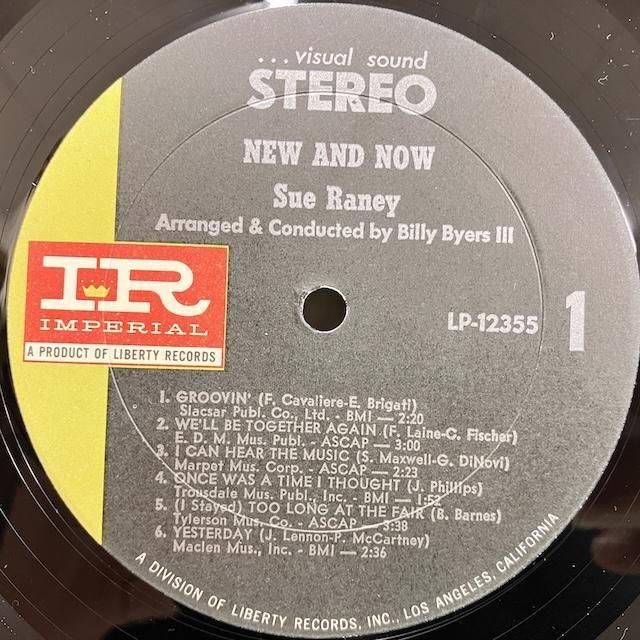 ...visual sound
STEREO
NEW AND NOW
Sue Raney
Arranged & Conducted by Billy Byers III
IR
IMPERIAL
A PRODUCT OF LIBERTY RECORDS
LP-12355
1
1. GROOVIN' (F. Cavaliere-E. Brigati)
Slacsar Publ. Co., Ltd. - BMI — 2:20
2. WE'LL BE TOGETHER AGAIN (F. Laine-C. Fischer)
E. D. M. Mus. Publ. - ASCAP — 3:00
3. I CAN HEAR THE MUSIC (S. Maxwell-G. DiNovi)
Marpet Mus. Corp. - ASCAP — 2:23
4. ONCE WAS A TIME I THOUGHT (J. Phillips)
Trousdale Mus. Publ., Inc. - BMI — 1:52
5. (I Stayed) TOO LONG AT THE FAIR (B. Barnes)
Tylerson Mus. Co. - ASCAP — 3:38
6. YESTERDAY (J. Lennon-P. McCartney)
Maclen Mus., Inc. - BMI — 2:36
A DIVISION OF LIBERTY RECORDS, INC., LOS ANGELES, CALIFORNIA